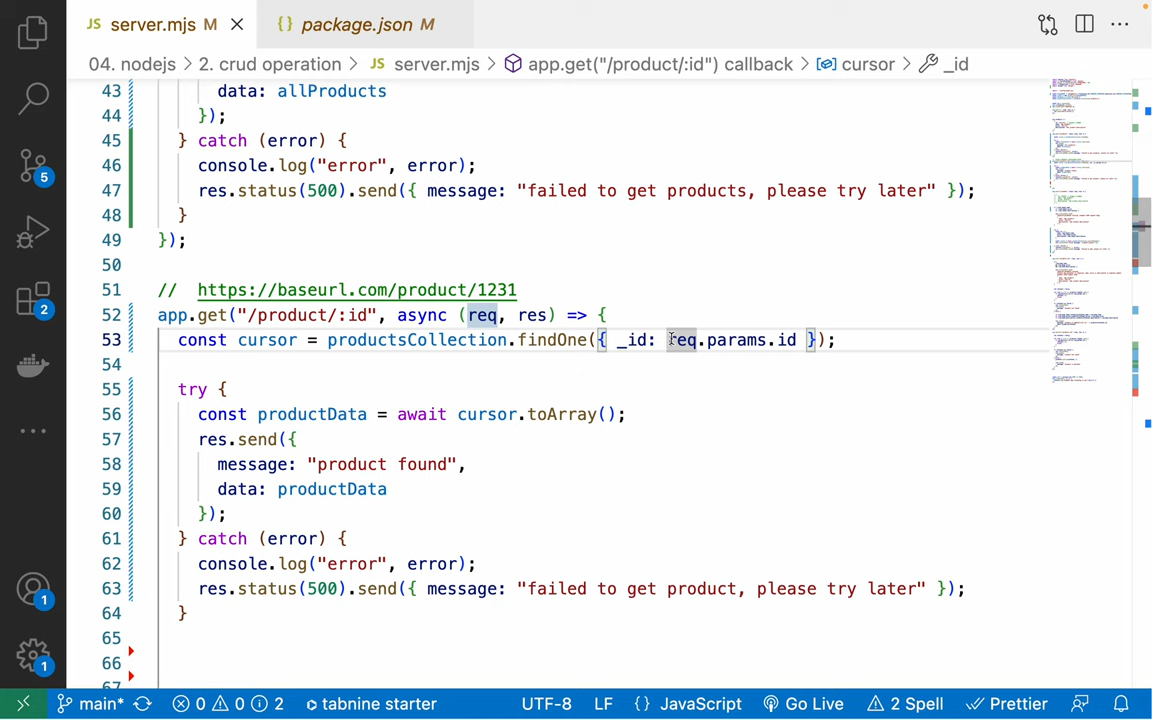 JS server.mjs M
{} package.json M
04. nodejs > 2. crud operation > JS server.mjs > app.get("/product/:id") callback > cursor > _id
43 data: allProducts
44 });
45 } catch (error) {
46 console.log("error", error);
47 res.status(500).send({ message: "failed to get products, please try later" });
48 }
49 });
50
51 // https://baseurl.com/product/1231
52 app.get("/product/:id", async (req, res) => {
53 const cursor = productsCollection.findOne({ _id: req.params.id });
54
55 try {
56 const productData = await cursor.toArray();
57 res.send({
58 message: "product found",
59 data: productData
60 });
61 } catch (error) {
62 console.log("error", error);
63 res.status(500).send({ message: "failed to get product, please try later" });
64 }
65
66
67
5
2
1
1
main* 0 0 2 tabnine starter UTF-8 LF {} JavaScript Go Live 2 Spell Prettier